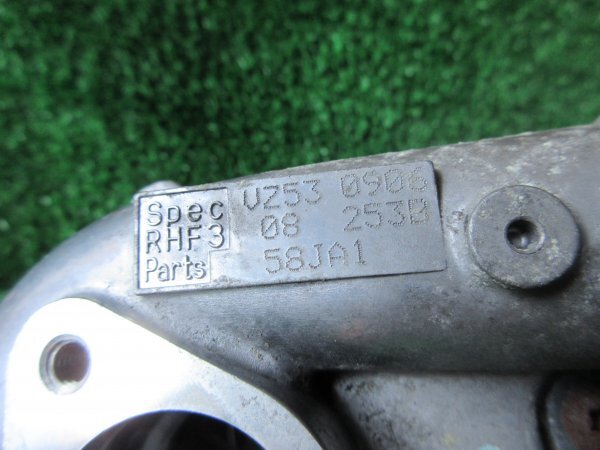 Spec VZ53 0906
RHF3 08 253B
Parts 58JA1